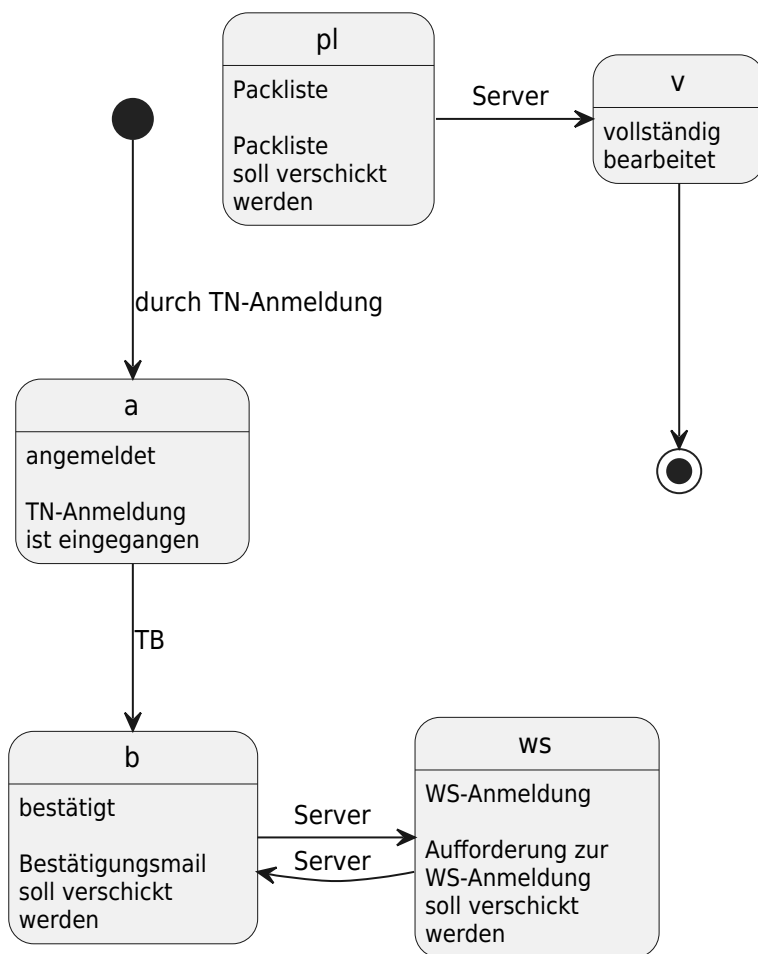 pl
Packliste
Packliste
soll verschickt
werden
Server
v
vollständig
bearbeitet
durch TN-Anmeldung
a
angemeldet
TN-Anmeldung
ist eingegangen
TB
b
bestätigt
Bestätigungsmail
soll verschickt
werden
Server
Server
ws
WS-Anmeldung
Aufforderung zur
WS-Anmeldung
soll verschickt
werden